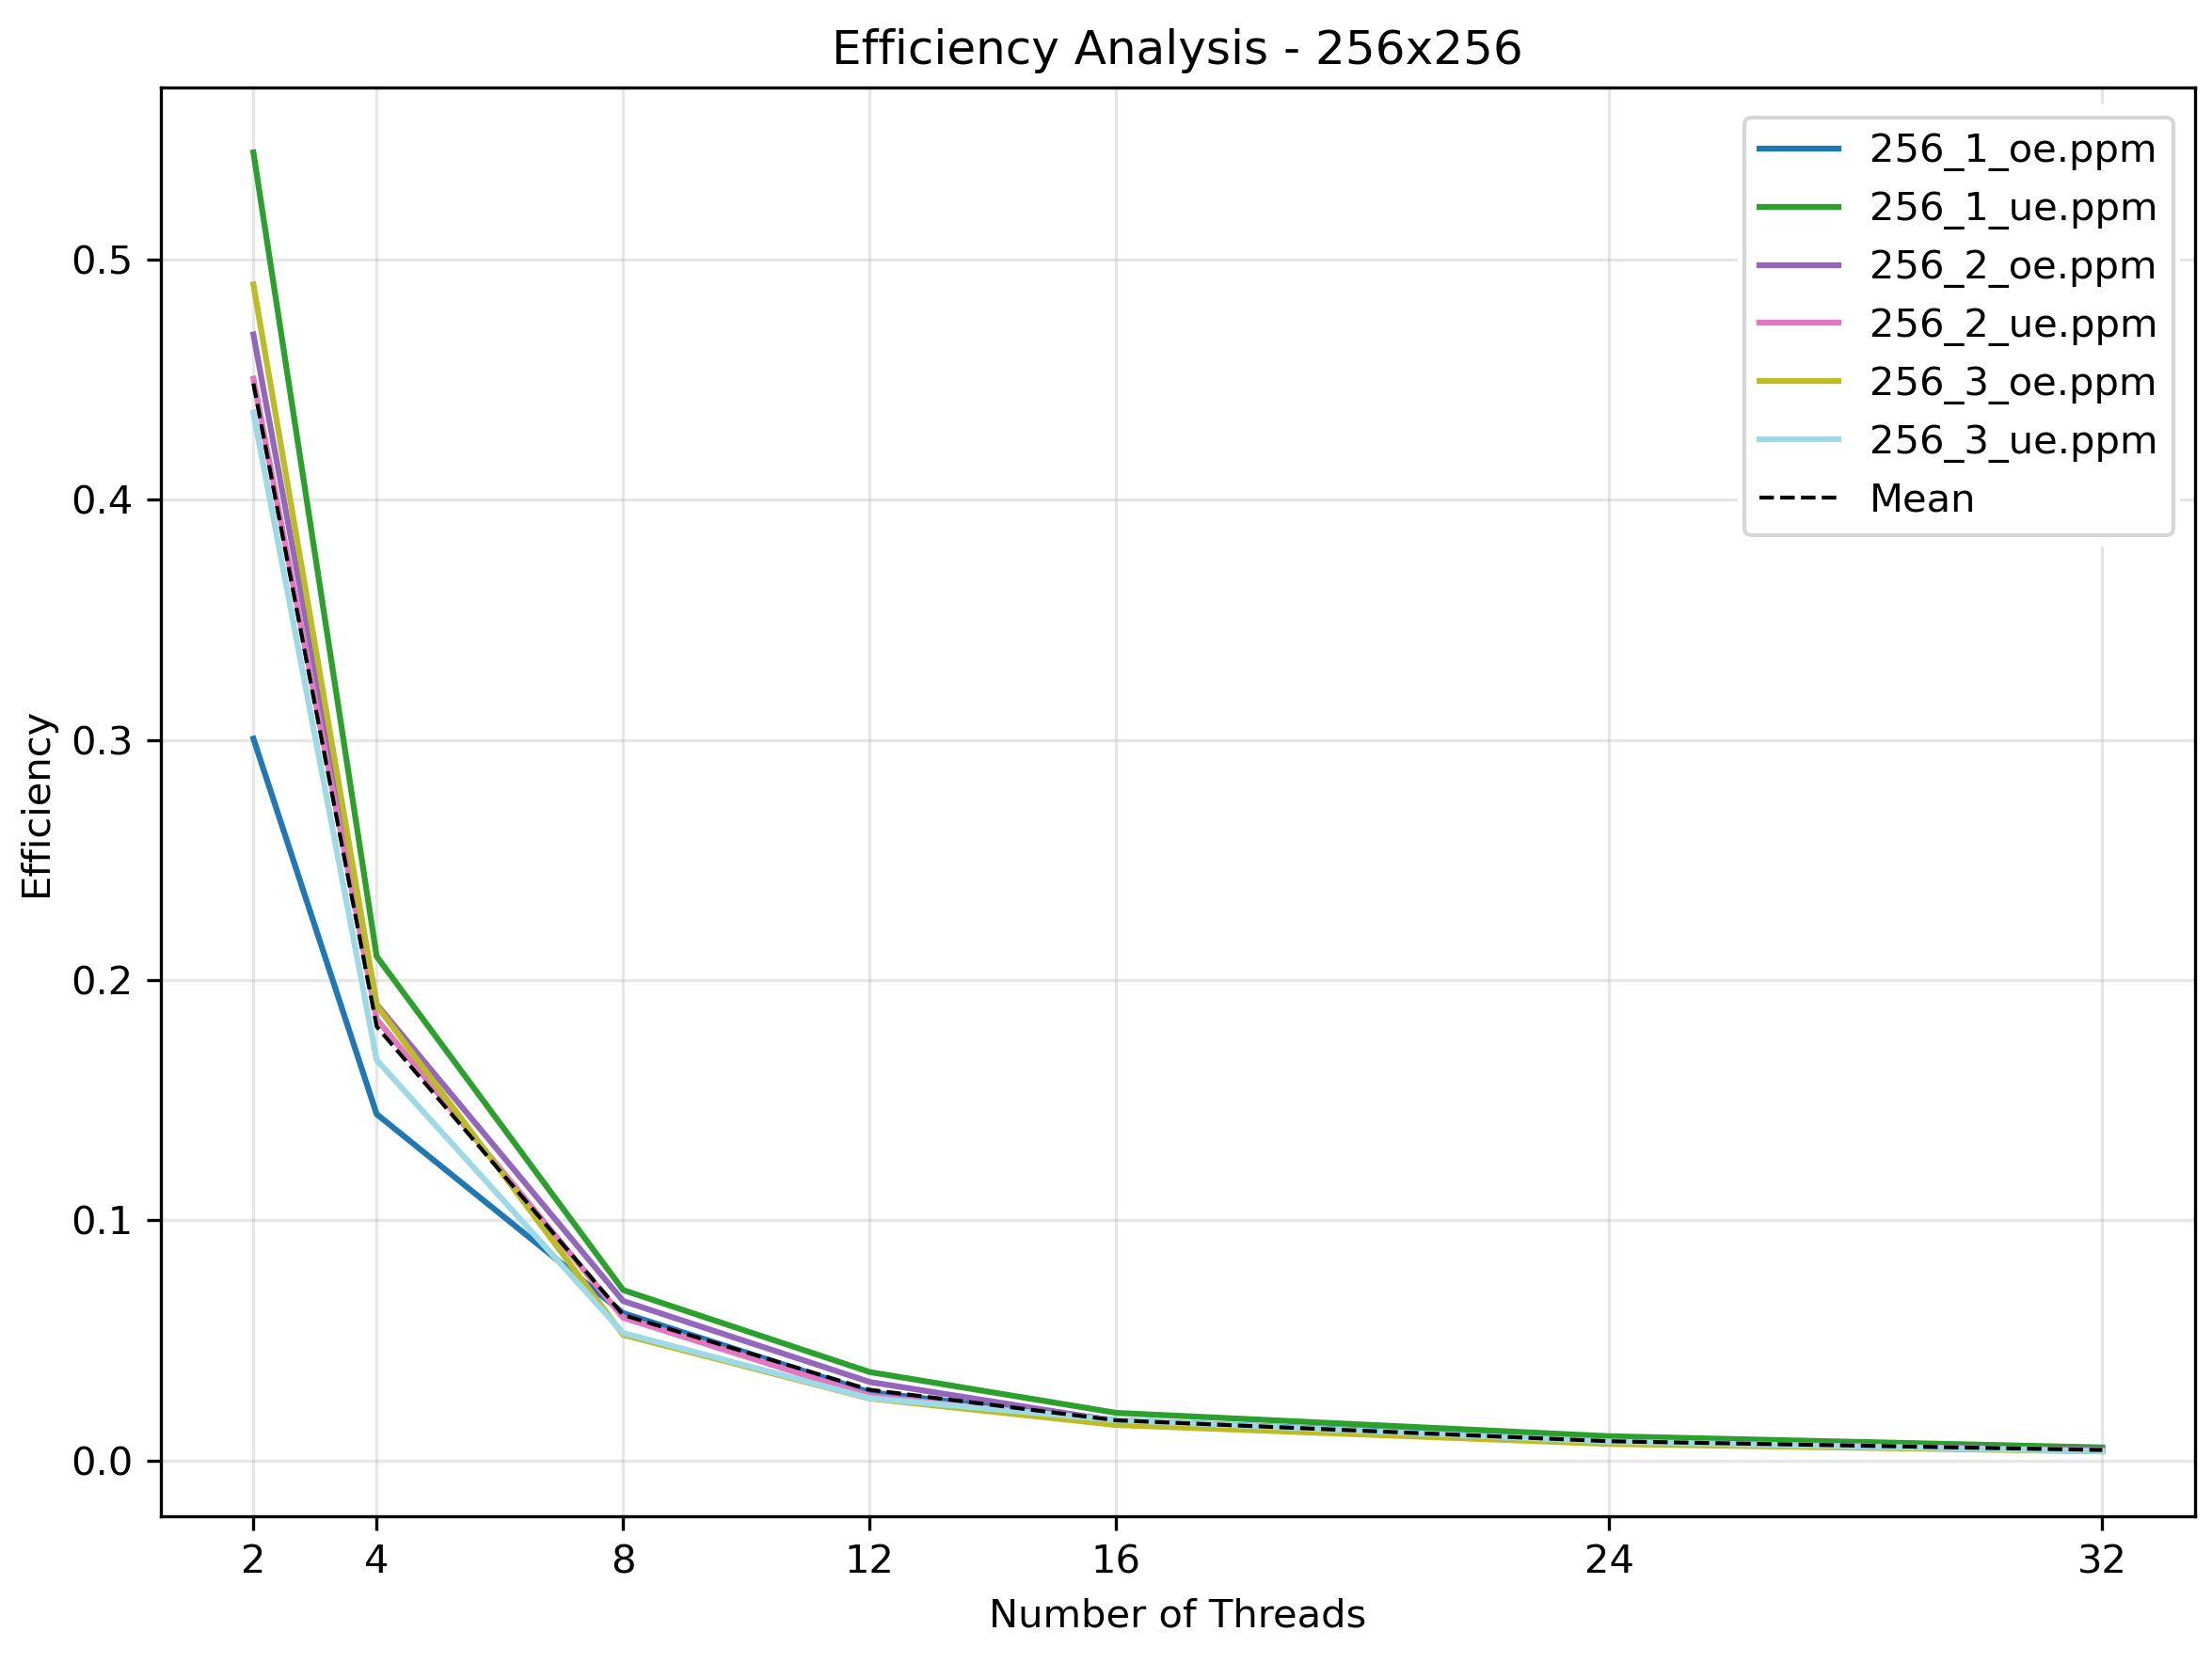 Efficiency Analysis - 256x256
256_1_oe.ppm
256_1_ue.ppm
256_2_oe.ppm
256_2_ue.ppm
256_3_oe.ppm
256_3_ue.ppm
Mean
Efficiency
0.5
0.4
0.3
0.2
0.1
0.0
2 4 8 12 16 24 32
Number of Threads